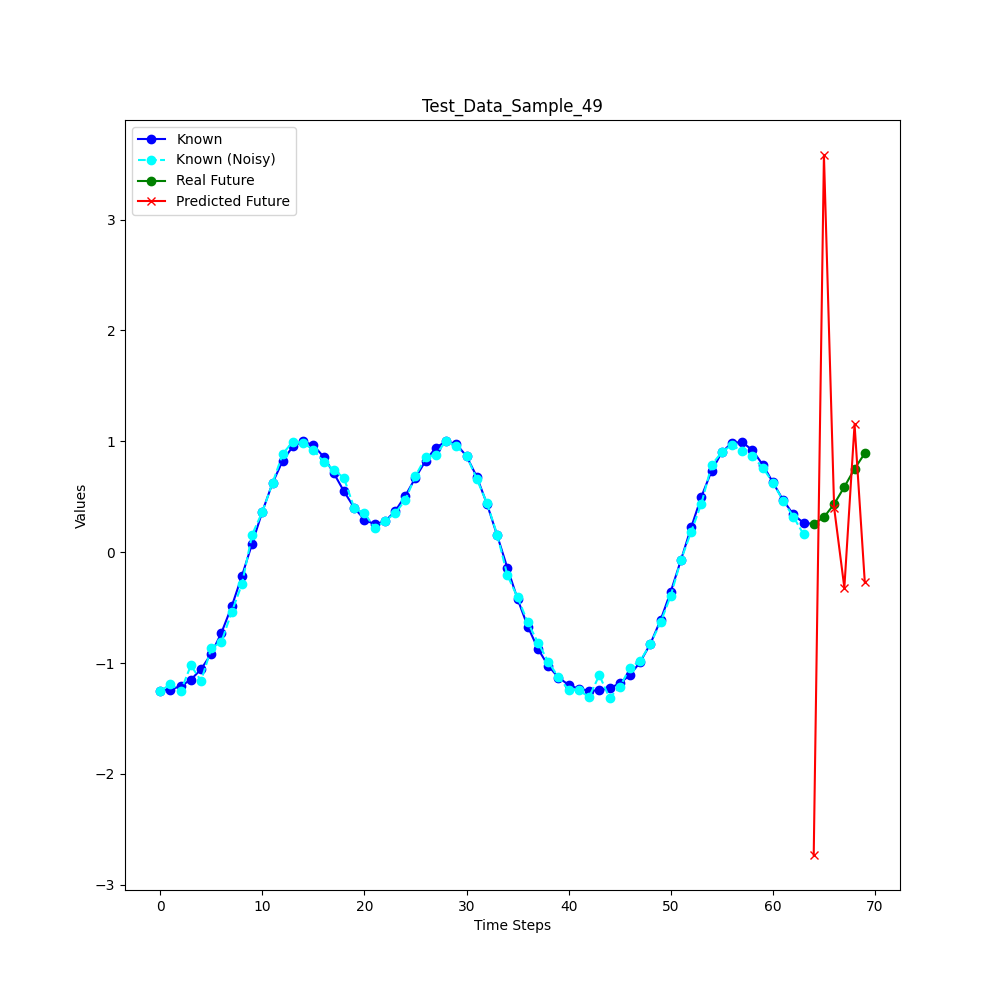 Test_Data_Sample_49
Known
Known (Noisy)
Real Future
Predicted Future
Values
3
2
1
0
−1
−2
−3
0 10 20 30 40 50 60 70
Time Steps